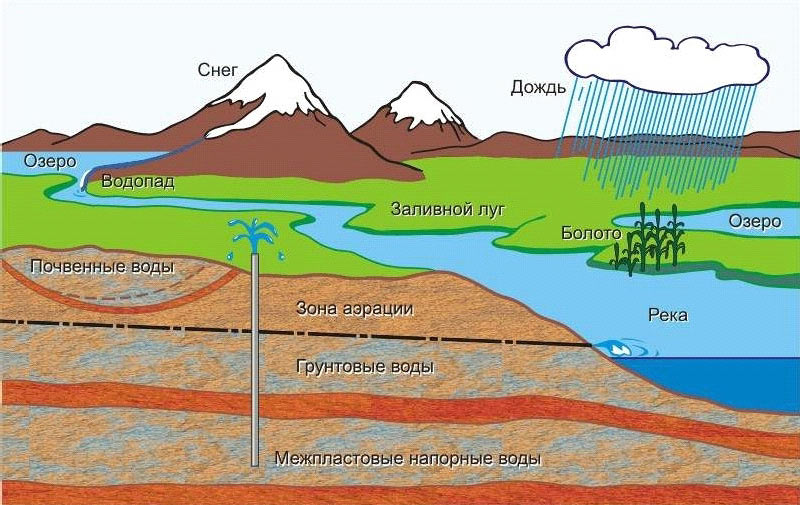 Снег
Дождь
Озеро
Водопад
Заливной луг
Болото
Озеро
Почвенные воды
Зона аэрации
Река
Грунтовые воды
Межпластовые напорные воды